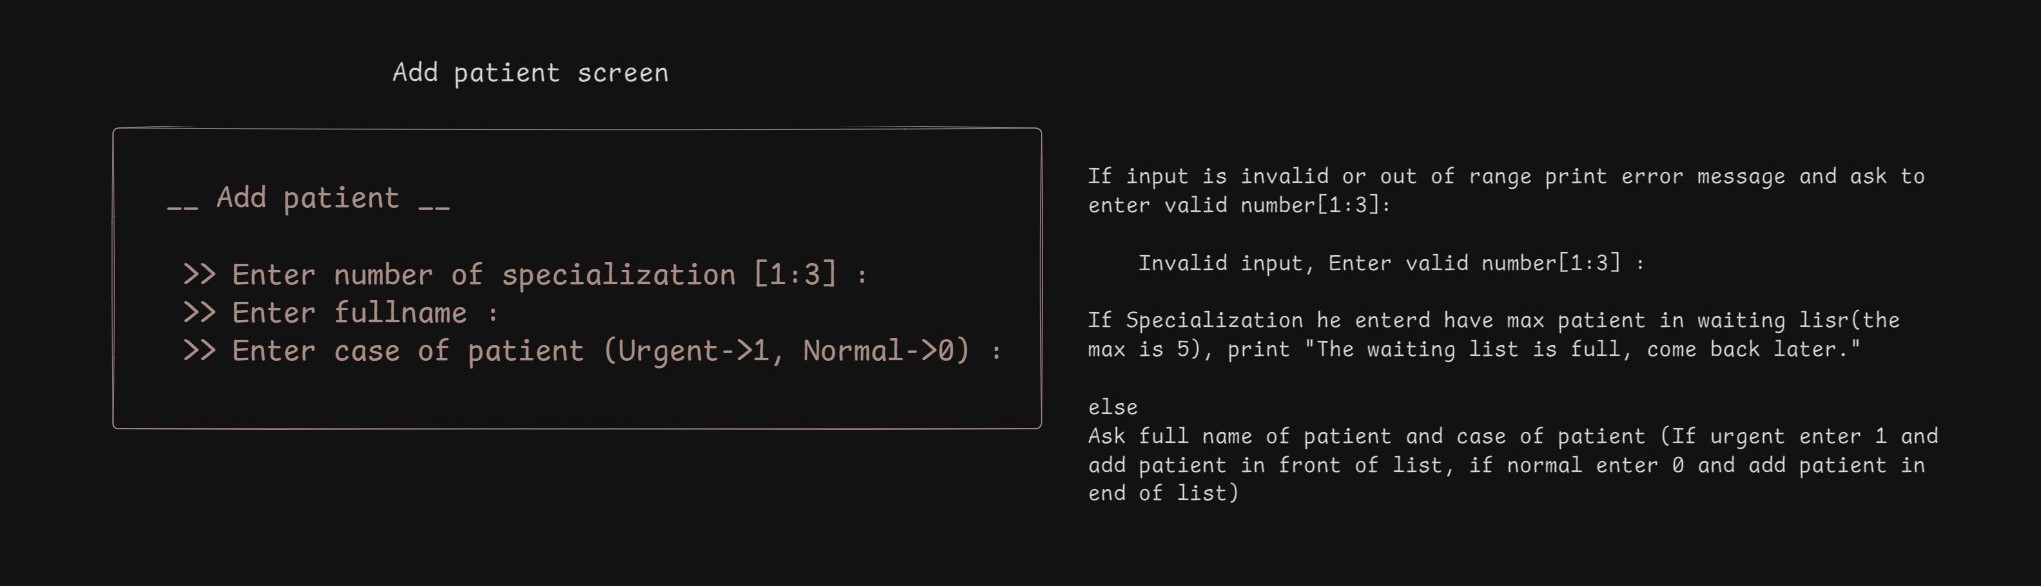 Add patient screen
__ Add patient __
>> Enter number of specialization [1:3] :
>> Enter fullname :
>> Enter case of patient (Urgent->1, Normal->0) :
If input is invalid or out of range print error message and ask to
enter valid number[1:3]:
Invalid input, Enter valid number[1:3] :
If Specialization he enterd have max patient in waiting lisr(the
max is 5), print "The waiting list is full, come back later."
else
Ask full name of patient and case of patient (If urgent enter 1 and
add patient in front of list, if normal enter 0 and add patient in
end of list)